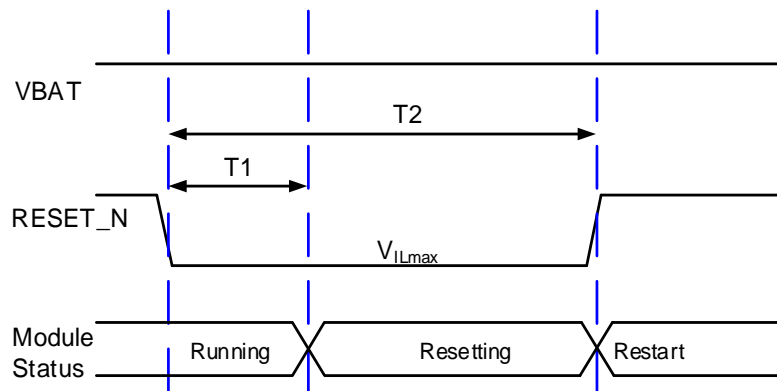 VBAT
T2
T1
RESET_N
VILmax
Module
Status
Running
Resetting
Restart